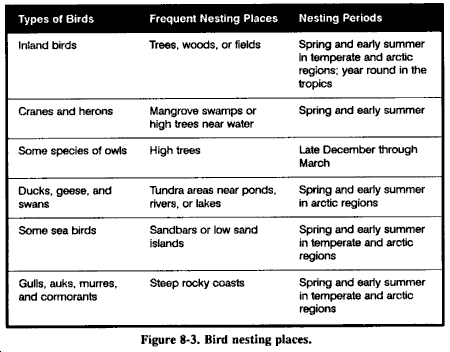 Types of Birds Frequent Nesting Places Nesting Periods
Inland birds Trees, woods, or fields Spring and early summer
in temperate and arctic
regions; year round in the
tropics
Cranes and herons Mangrove swamps or Spring and early summer
high trees near water
Some species of owls High trees Late December through
March
Ducks, geese, and Tundra areas near ponds, Spring and early summer
swans rivers, or lakes in arctic regions
Some sea birds Sandbars or low sand Spring and early summer
islands in temperate and arctic
regions
Gulls, auks, murres, Steep rocky coasts Spring and early summer
and cormorants in temperate and arctic
regions
Figure 8-3. Bird nesting places.